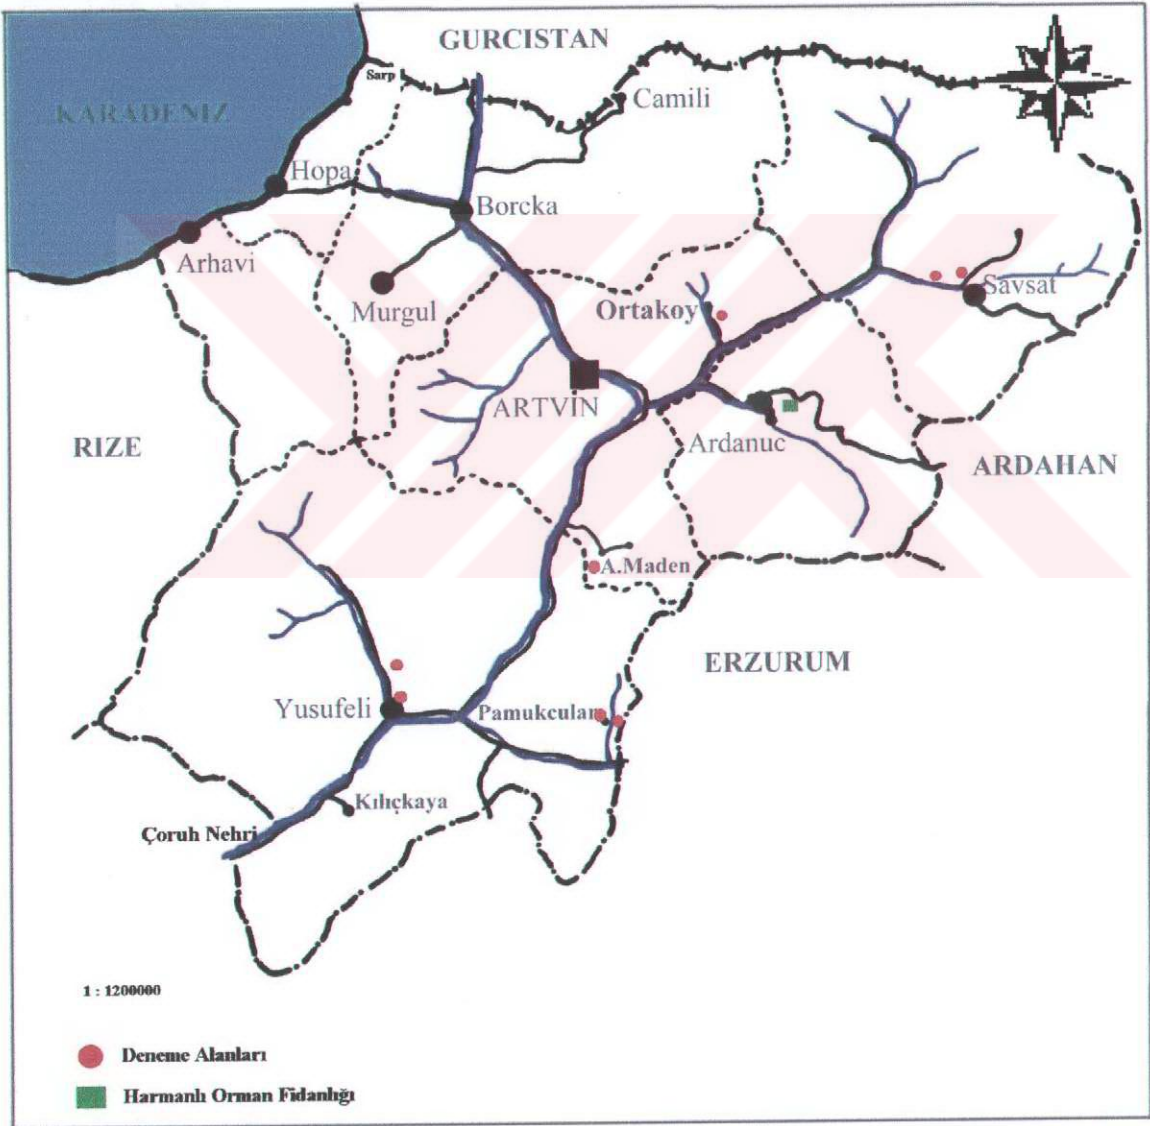 GURCISTAN
Sarp
Camili
KARADENIZ
Hopa
Borcka
Arhavi
Murgul
Savsat
Ortakoy
ARTVIN
Ardanuc
RIZE
ARDAHAN
A.Maden
ERZURUM
Yusufeli
Pamukcular
Kılıçkaya
Çoruh Nehri
1 : 1200000
Deneme Alanları
Harmanlı Orman Fidanlığı